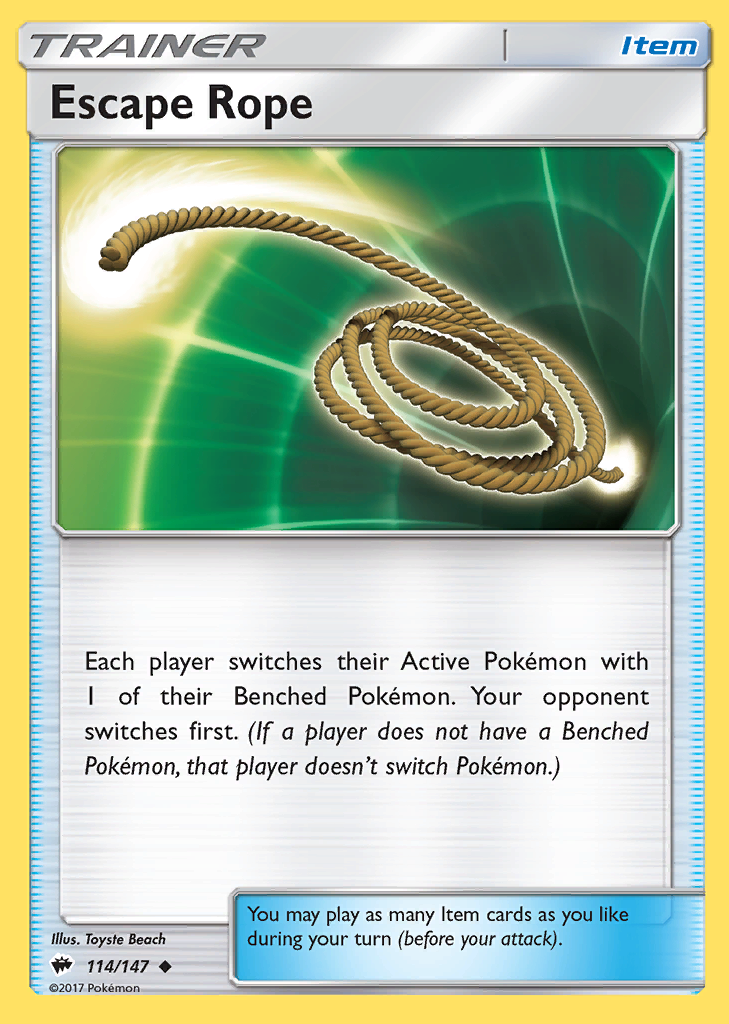 TRAINER
Item
Escape Rope
Each player switches their Active Pokémon with
1 of their Benched Pokémon. Your opponent
switches first. (If a player does not have a Benched
Pokémon, that player doesn't switch Pokémon.)
You may play as many Item cards as you like
during your turn (before your attack).
Illus. Toyste Beach
114/147
©2017 Pokémon